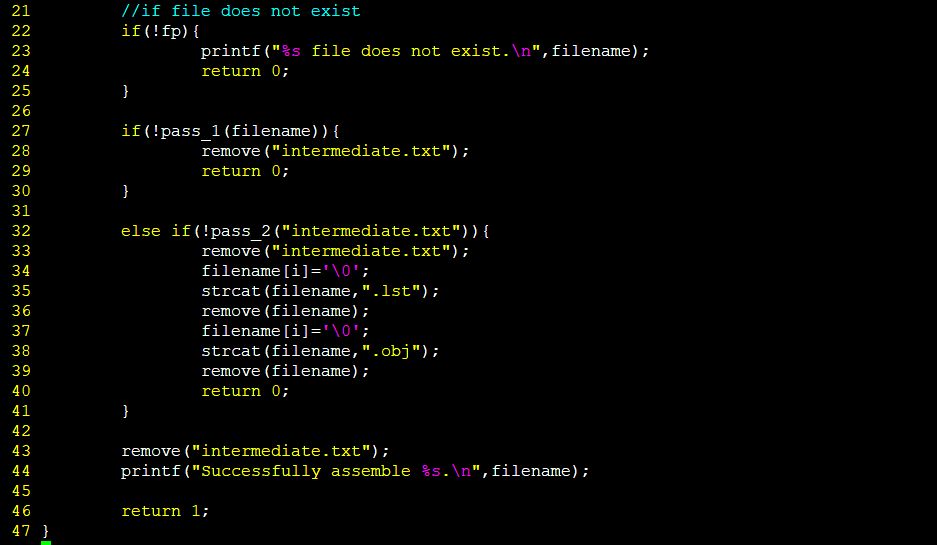 21         //if file does not exist
22         if(!fp){
23                 printf("%s file does not exist.\n",filename);
24                 return 0;
25         }
26
27         if(!pass_1(filename)){
28                 remove("intermediate.txt");
29                 return 0;
30         }
31
32         else if(!pass_2("intermediate.txt")){
33                 remove("intermediate.txt");
34                 filename[i]='\0';
35                 strcat(filename,".lst");
36                 remove(filename);
37                 filename[i]='\0';
38                 strcat(filename,".obj");
39                 remove(filename);
40                 return 0;
41         }
42
43         remove("intermediate.txt");
44         printf("Successfully assemble %s.\n",filename);
45
46         return 1;
47 }